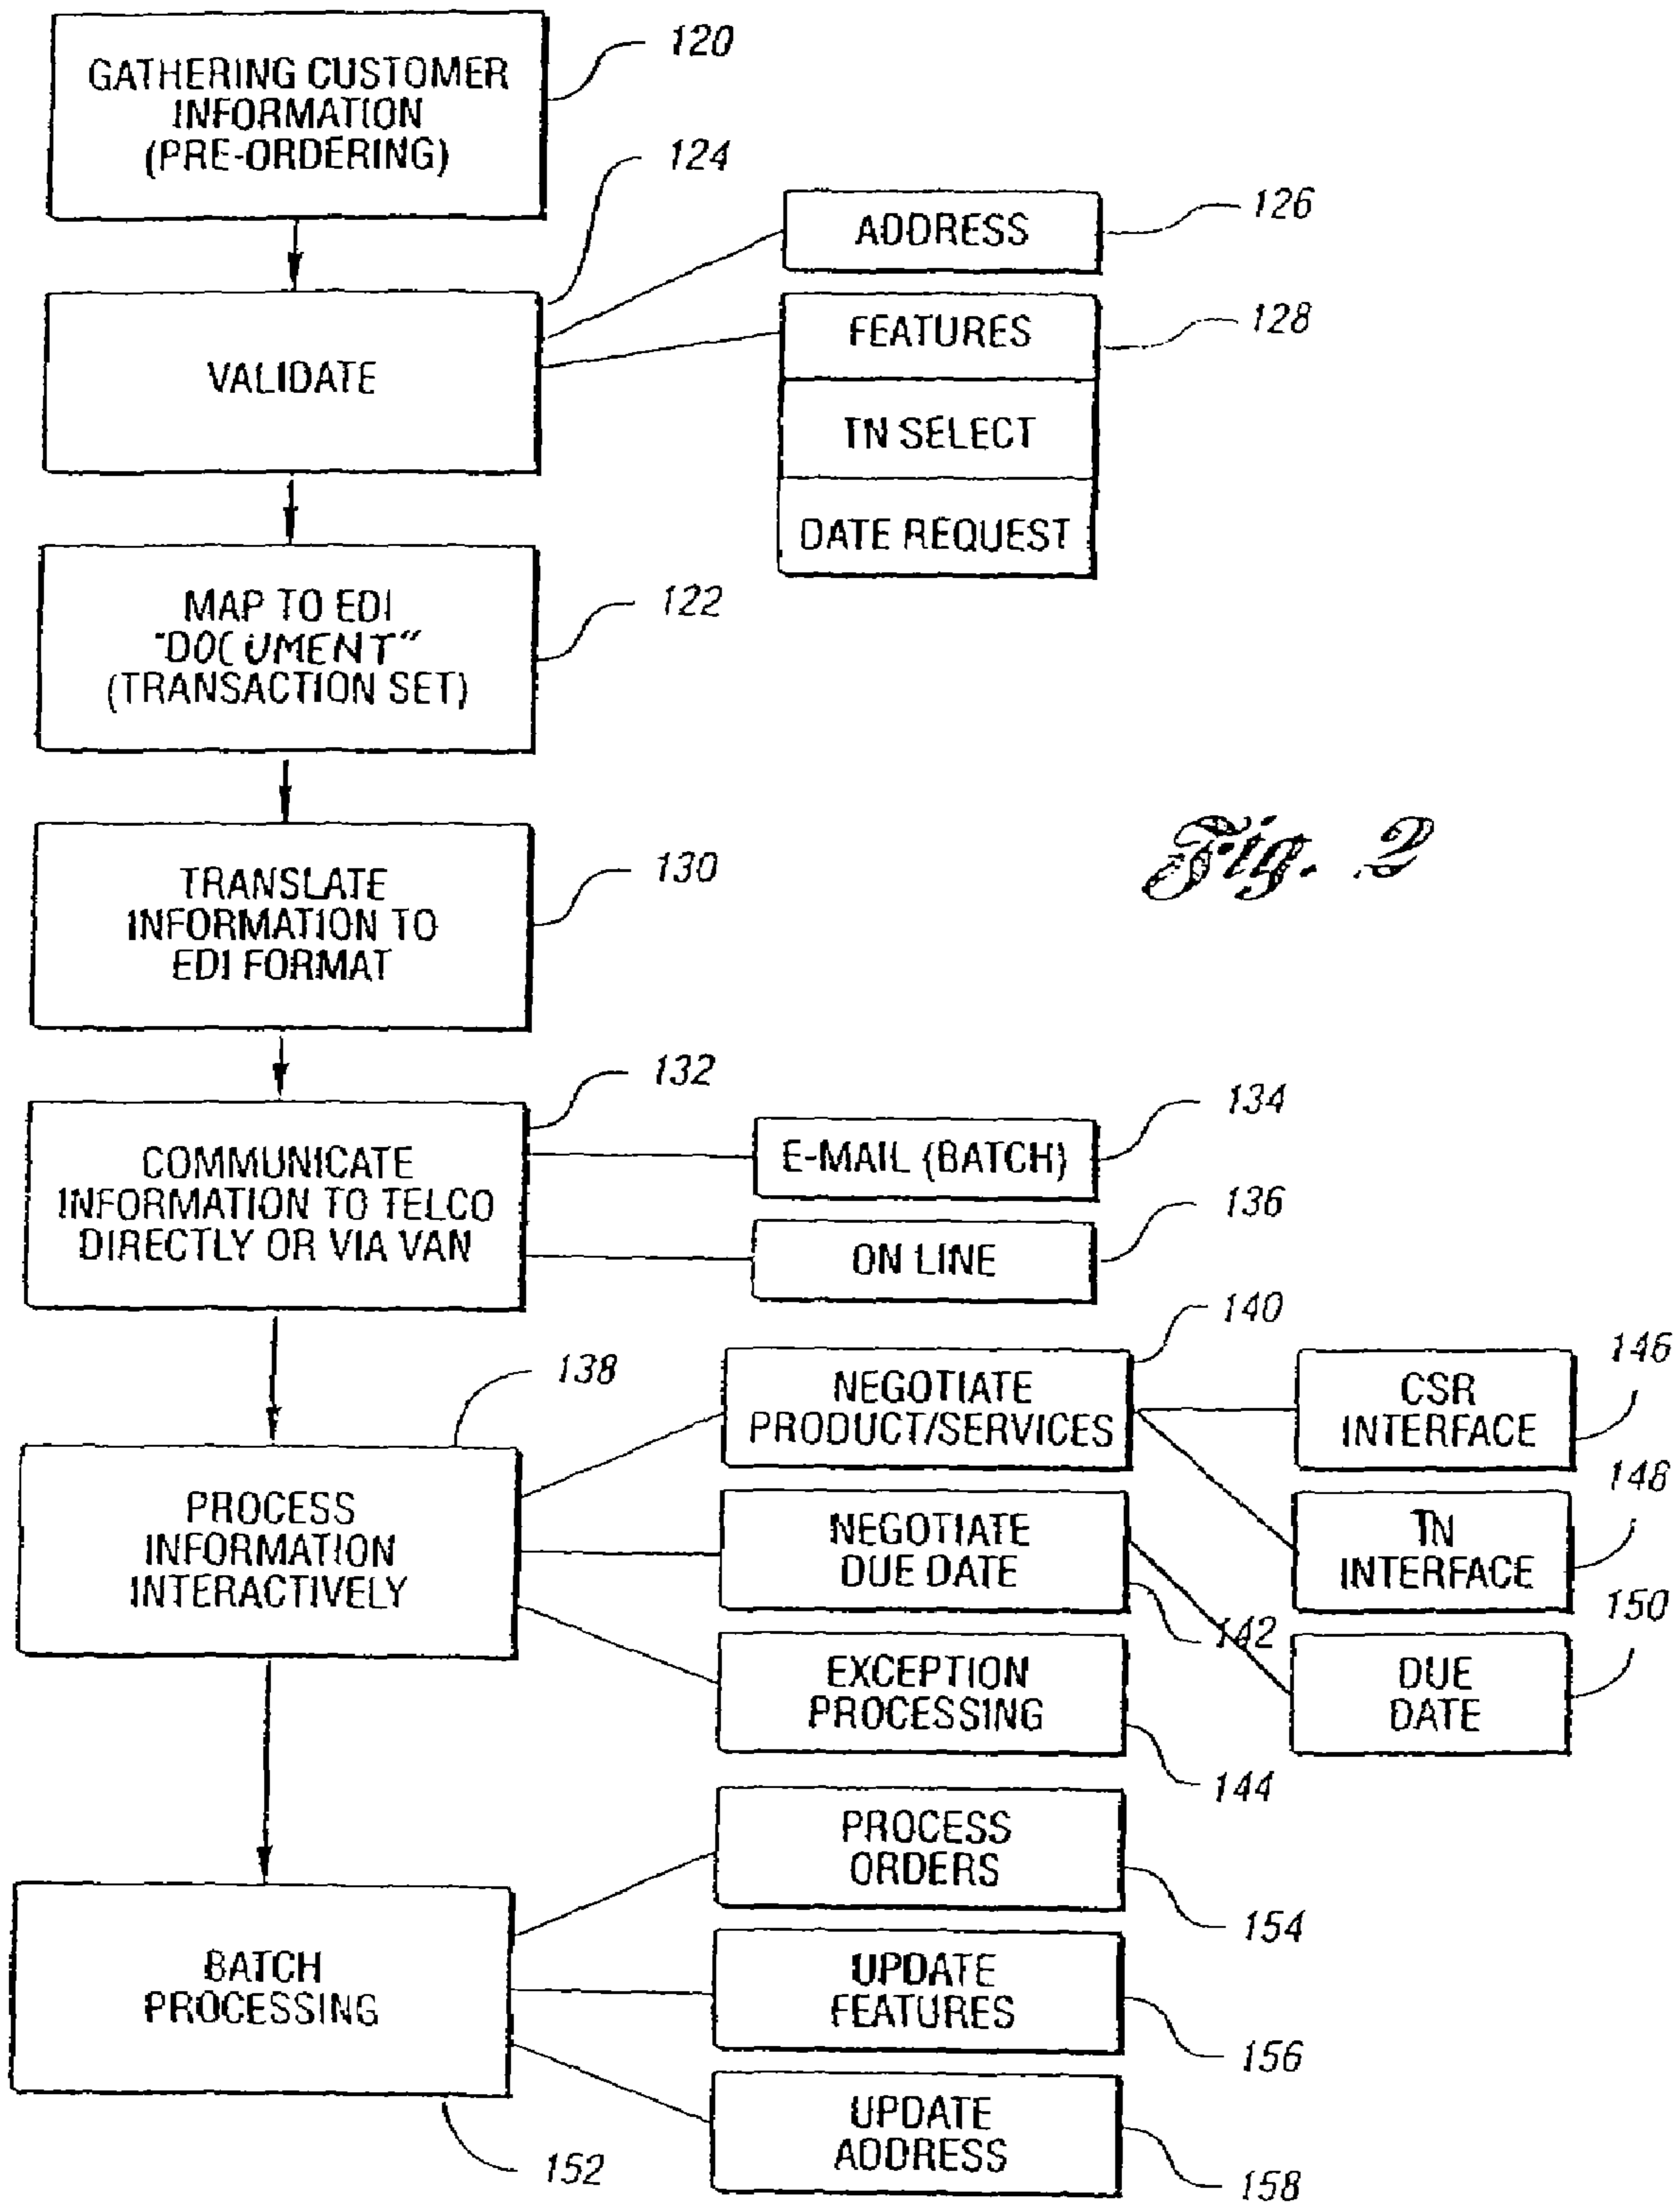 120
GATHERING CUSTOMER
INFORMATION
(PRE-ORDERING)
124
VALIDATE
ADDRESS
126
FEATURES
128
TN SELECT
DATE REQUEST
122
MAP TO EDI
"DOCUMENT"
(TRANSACTION SET)
Fig. 2
130
TRANSLATE
INFORMATION TO
EDI FORMAT
132
COMMUNICATE
INFORMATION TO TELCO
DIRECTLY OR VIA VAN
134
E-MAIL (BATCH)
136
ON LINE
138
PROCESS
INFORMATION
INTERACTIVELY
140
NEGOTIATE
PRODUCT/SERVICES
146
CSR
INTERFACE
148
TN
INTERFACE
NEGOTIATE
DUE DATE
142
150
DUE
DATE
EXCEPTION
PROCESSING
144
BATCH
PROCESSING
152
PROCESS
ORDERS
154
UPDATE
FEATURES
156
UPDATE
ADDRESS
158